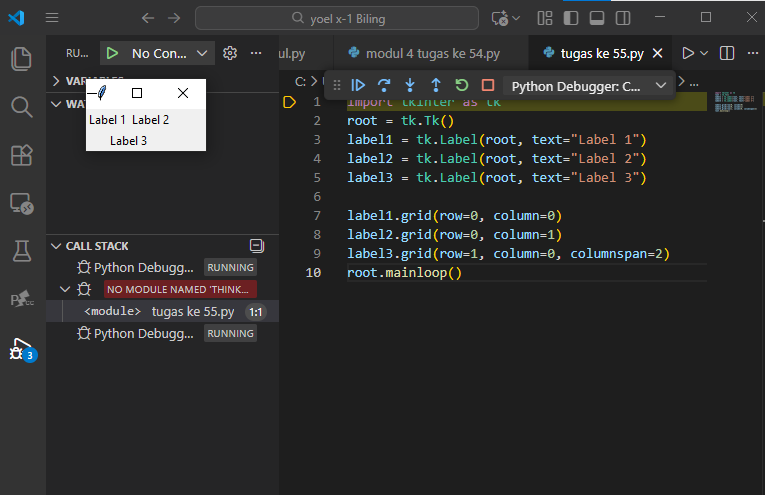 yoel x-1 Biling
RU...
No Con...
ul.py
modul 4 tugas ke 54.py
tugas ke 55.py
C:
Python Debugger: C...
...
WA
Label 1 Label 2
Label 3
1 import tkinter as tk
2 root = tk.Tk()
3 label1 = tk.Label(root, text="Label 1")
4 label2 = tk.Label(root, text="Label 2")
5 label3 = tk.Label(root, text="Label 3")
6
7 label1.grid(row=0, column=0)
8 label2.grid(row=0, column=1)
9 label3.grid(row=1, column=0, columnspan=2)
10 root.mainloop()
CALL STACK
Python Debugg... RUNNING
NO MODULE NAMED 'THINK...
<module> tugas ke 55.py 1:1
Python Debugg... RUNNING
3